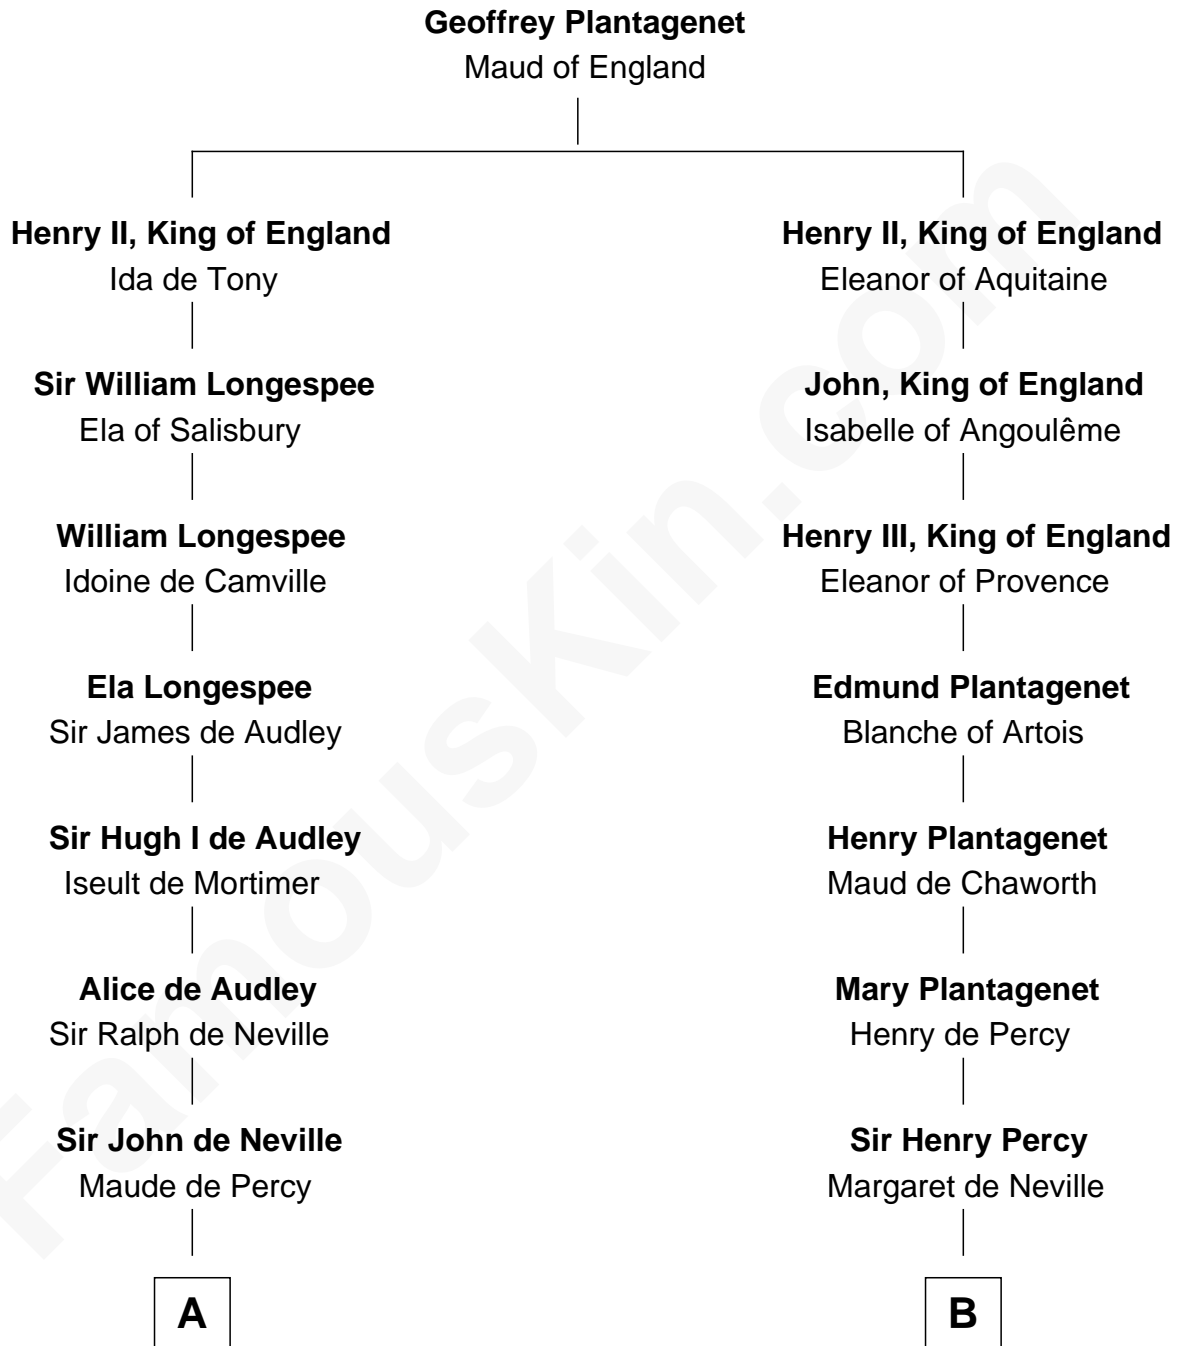 Geoffrey Plantagenet
Maud of England
Henry II, King of England
Ida de Tony
Sir William Longespee
Ela of Salisbury
William Longespee
Idoine de Camville
Ela Longespee
Sir James de Audley
Sir Hugh I de Audley
Iseult de Mortimer
Alice de Audley
Sir Ralph de Neville
Sir John de Neville
Maude de Percy
A
Henry II, King of England
Eleanor of Aquitaine
John, King of England
Isabelle of Angoulême
Henry III, King of England
Eleanor of Provence
Edmund Plantagenet
Blanche of Artois
Henry Plantagenet
Maud de Chaworth
Mary Plantagenet
Henry de Percy
Sir Henry Percy
Margaret de Neville
B
FamousKin.com